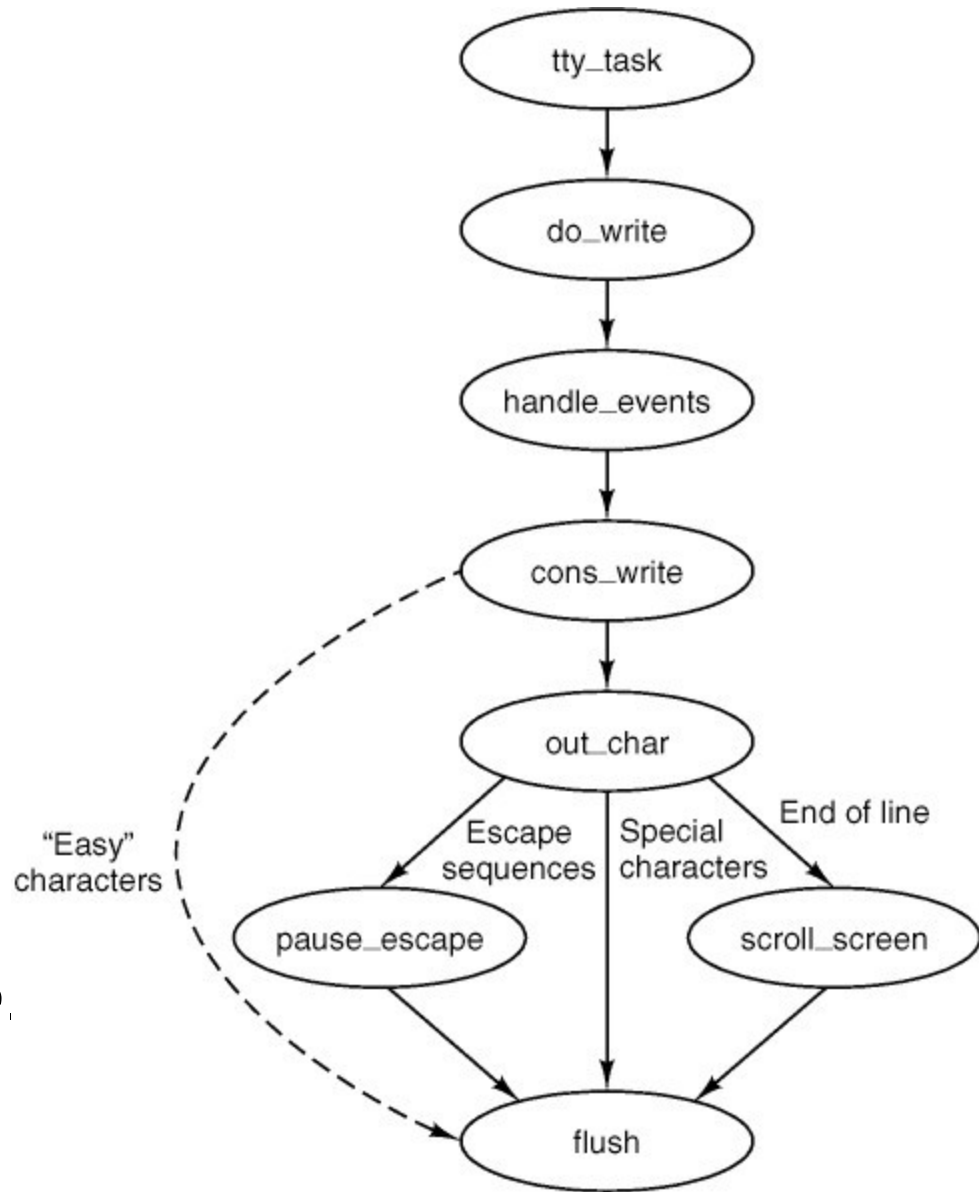 tty_task
do_write
handle_events
cons_write
out_char
End of line
Escape
sequences
Special
characters
“Easy”
characters
pause_escape
scroll_screen
flush